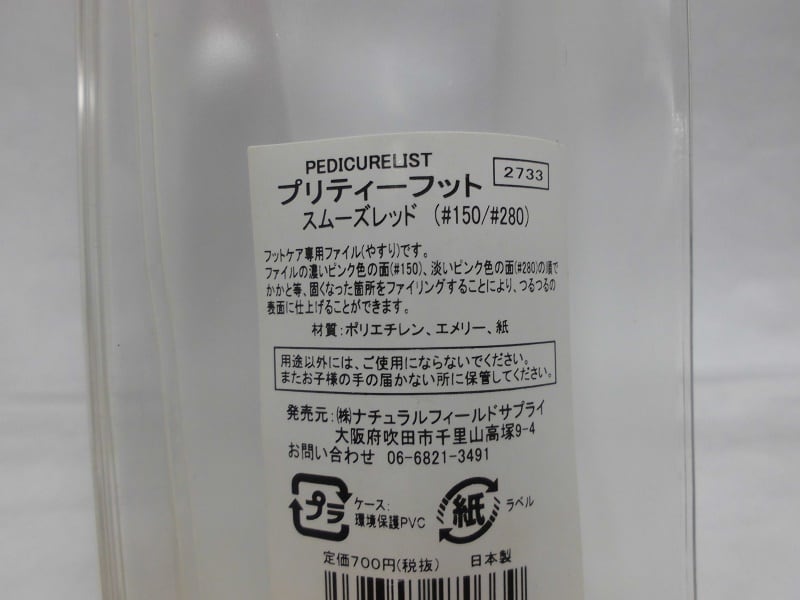 PEDICURELIST
プリティーフット 2733
スムーズレッド (#150/#280)
フットケア専用ファイル(やすり)です。
ファイルの濃いピンク色の面(#150)、淡いピンク色の面(#280)の順で
かかと等、固くなった箇所をファイリングすることにより、つるつるの
表面に仕上げることができます。
材質:ポリエチレン、エメリー、紙
用途以外には、ご使用にならないでください。
またお子様の手の届かない所に保管してください。
発売元:㈱ナチュラルフィールドサプライ
大阪府吹田市千里山高塚9-4
お問い合わせ 06-6821-3491
プラ ケース:
環境保護PVC
紙 ラベル
定価700円(税抜) 日本製